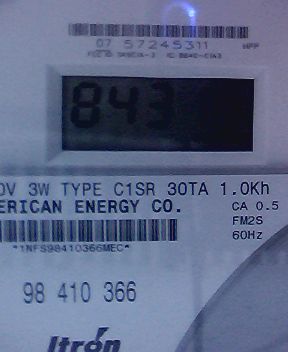 07 57245311
843
0V 3W TYPE C1SR 30TA 1.0Kh
ERICAN ENERGY CO.
CA 0.5
FM2S
60Hz
*1NFS98410366MEC*
98 410 366
Itron